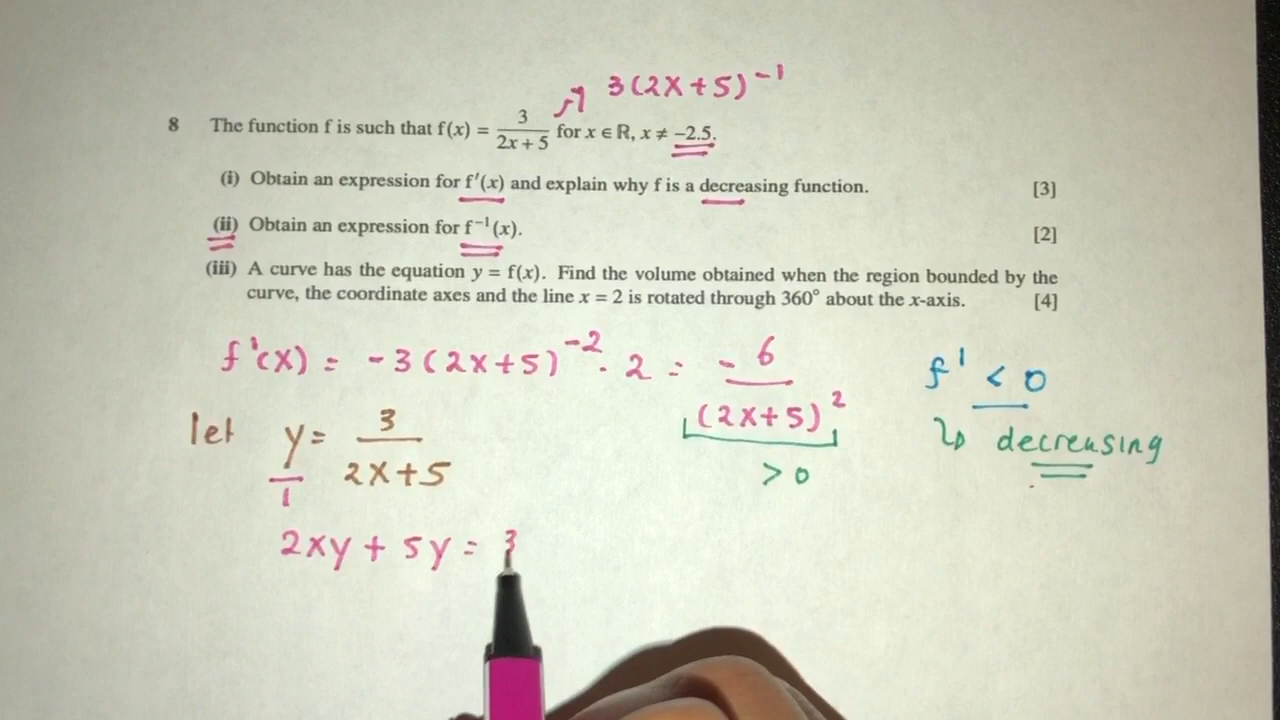 3(2x+5)⁻¹
8 The function f is such that f(x) = 3/(2x + 5) for x ∈ ℝ, x ≠ −2.5.
(i) Obtain an expression for f′(x) and explain why f is a decreasing function. [3]
(ii) Obtain an expression for f⁻¹(x). [2]
(iii) A curve has the equation y = f(x). Find the volume obtained when the region bounded by the
curve, the coordinate axes and the line x = 2 is rotated through 360° about the x-axis. [4]
f'(x) = -3(2x+5)⁻² · 2 = -6/(2x+5)²
> 0
f' < 0
↳ decreasing
let y/1 = 3/(2x+5)
2xy + 5y = 3